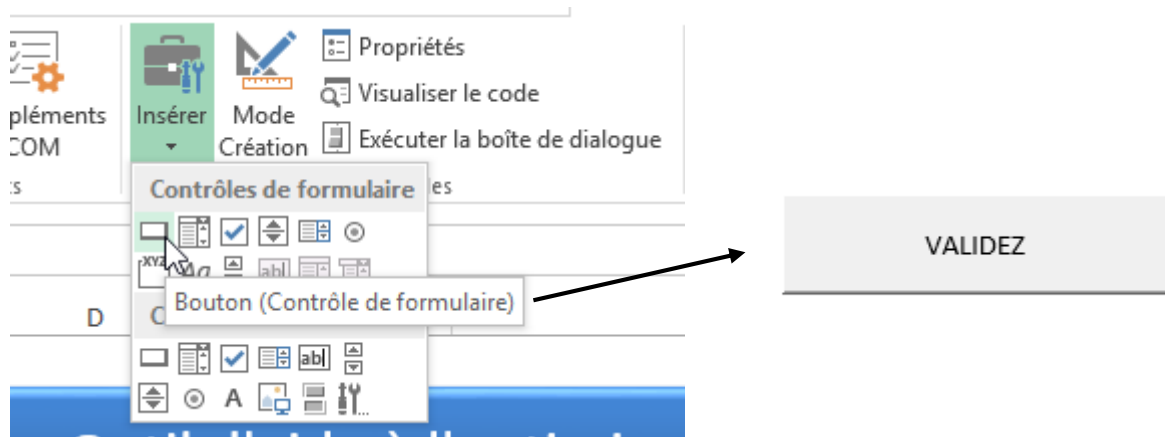 Propriétés
Visualiser le code
Exécuter la boîte de dialogue
pléments
COM
Insérer
Mode
Création
Contrôles de formulaire
es
Bouton (Contrôle de formulaire)
D
C
VALIDEZ